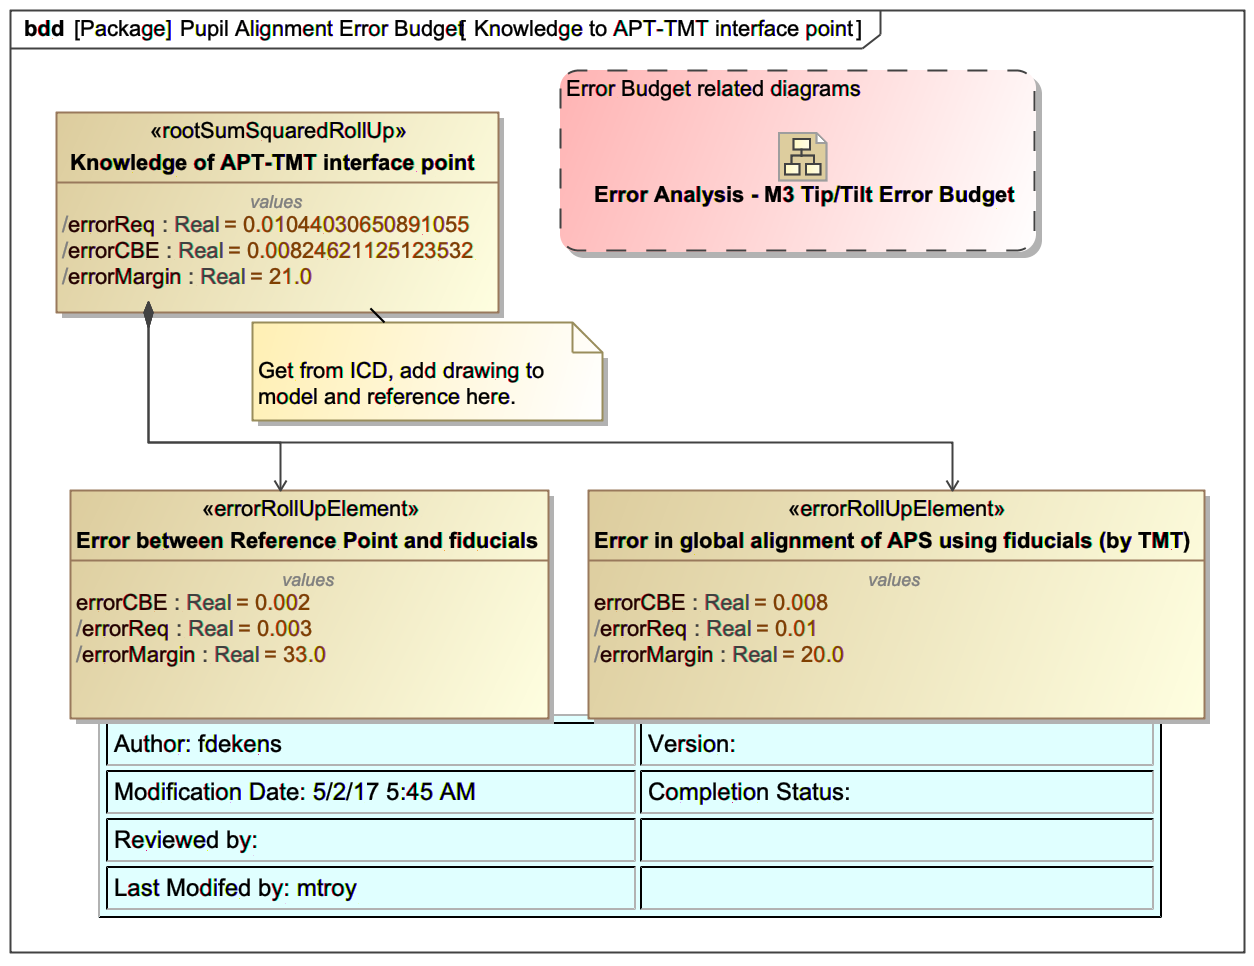 bdd [Package] Pupil Alignment Error Budget[ Knowledge to APT-TMT interface point]
Error Budget related diagrams
Error Analysis - M3 Tip/Tilt Error Budget
«rootSumSquaredRollUp»
Knowledge of APT-TMT interface point
values
/errorReq : Real = 0.01044030650891055
/errorCBE : Real = 0.00824621125123532
/errorMargin : Real = 21.0
Get from ICD, add drawing to
model and reference here.
«errorRollUpElement»
Error between Reference Point and fiducials
values
errorCBE : Real = 0.002
/errorReq : Real = 0.003
/errorMargin : Real = 33.0
«errorRollUpElement»
Error in global alignment of APS using fiducials (by TMT)
values
errorCBE : Real = 0.008
/errorReq : Real = 0.01
/errorMargin : Real = 20.0
Author: fdekens
Version:
Modification Date: 5/2/17 5:45 AM
Completion Status:
Reviewed by:
Last Modifed by: mtroy